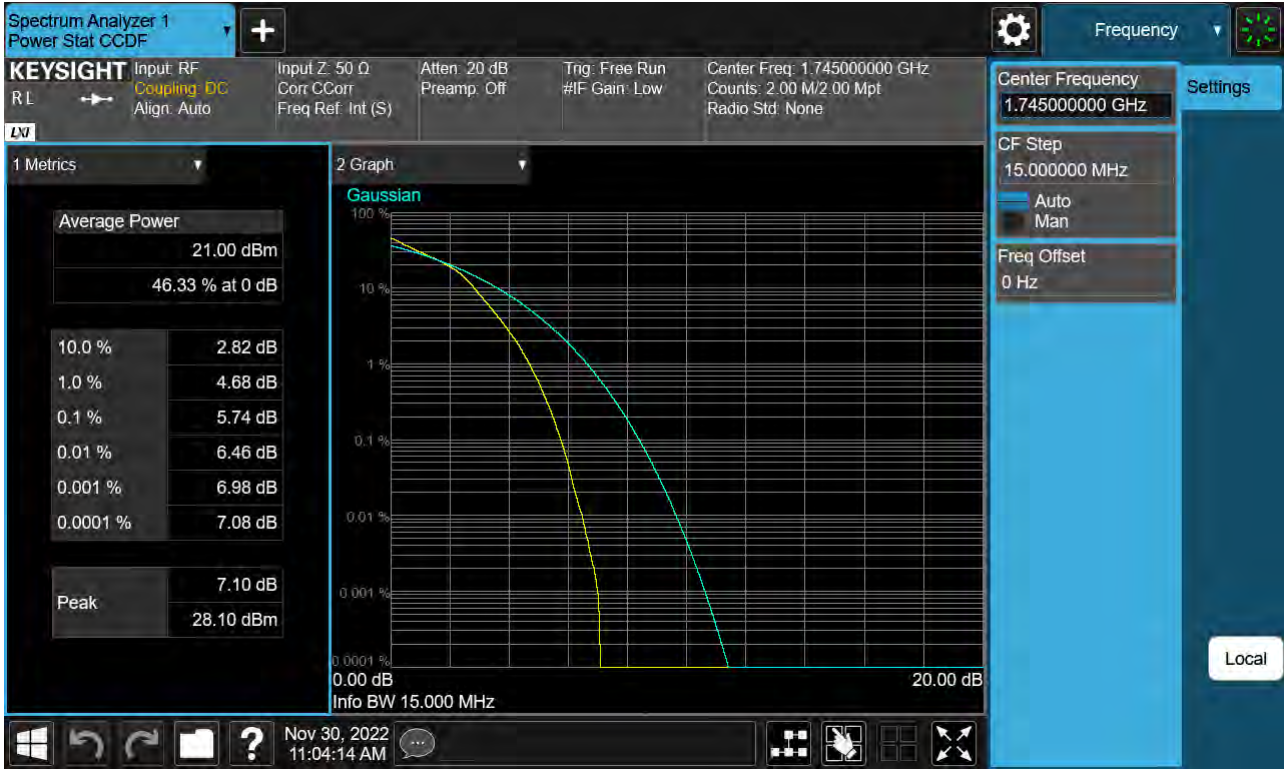 Spectrum Analyzer 1
Power Stat CCDF
Frequency
KEYSIGHT
R L
LXI
Input: RF
Coupling: DC
Align: Auto
Input Z: 50 Ω
Corr CCorr
Freq Ref: Int (S)
Atten: 20 dB
Preamp: Off
Trig: Free Run
#IF Gain: Low
Center Freq: 1.745000000 GHz
Counts: 2.00 M/2.00 Mpt
Radio Std: None
Center Frequency
1.745000000 GHz
Settings
CF Step
15.000000 MHz
Auto
Man
Freq Offset
0 Hz
1 Metrics
Average Power
21.00 dBm
46.33 % at 0 dB
10.0 % 2.82 dB
1.0 % 4.68 dB
0.1 % 5.74 dB
0.01 % 6.46 dB
0.001 % 6.98 dB
0.0001 % 7.08 dB
Peak
7.10 dB
28.10 dBm
2 Graph
Gaussian
100 %
10 %
1 %
0.1 %
0.01 %
0.001 %
0.0001 %
0.00 dB 20.00 dB
Info BW 15.000 MHz
Local
?
Nov 30, 2022
11:04:14 AM